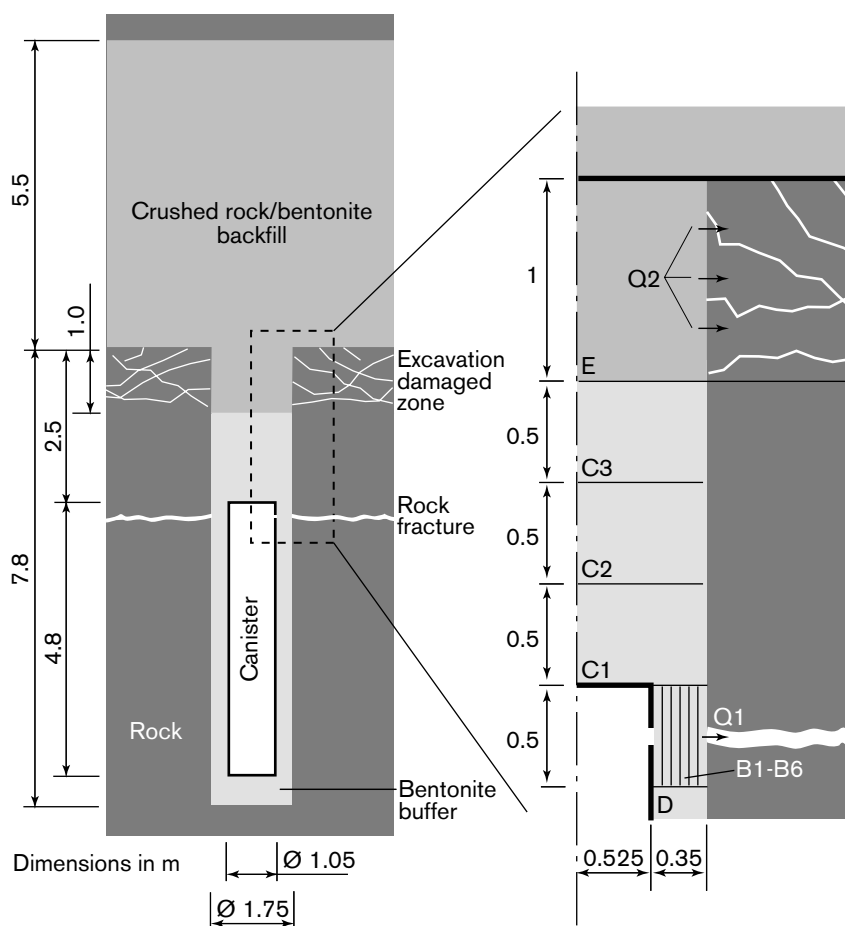 5.5
Crushed rock/bentonite
backfill
1.0
Excavation
damaged
zone
2.5
Rock
fracture
7.8
4.8
Canister
Rock
Bentonite
buffer
Dimensions in m
Ø 1.05
Ø 1.75
1
Q2
E
0.5
C3
0.5
C2
0.5
C1
0.5
Q1
B1-B6
D
0.525
0.35